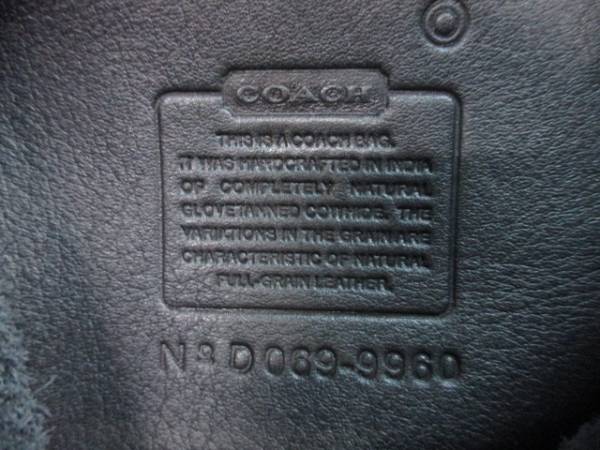 COACH
THIS IS A COACH BAG.
IT WAS HANDCRAFTED IN INDIA
OF COMPLETELY NATURAL
GLOVETANNED COWHIDE. THE
VARIATIONS IN THE GRAIN ARE
CHARACTERISTIC OF NATURAL
FULL-GRAIN LEATHER.
Nº D069-9960